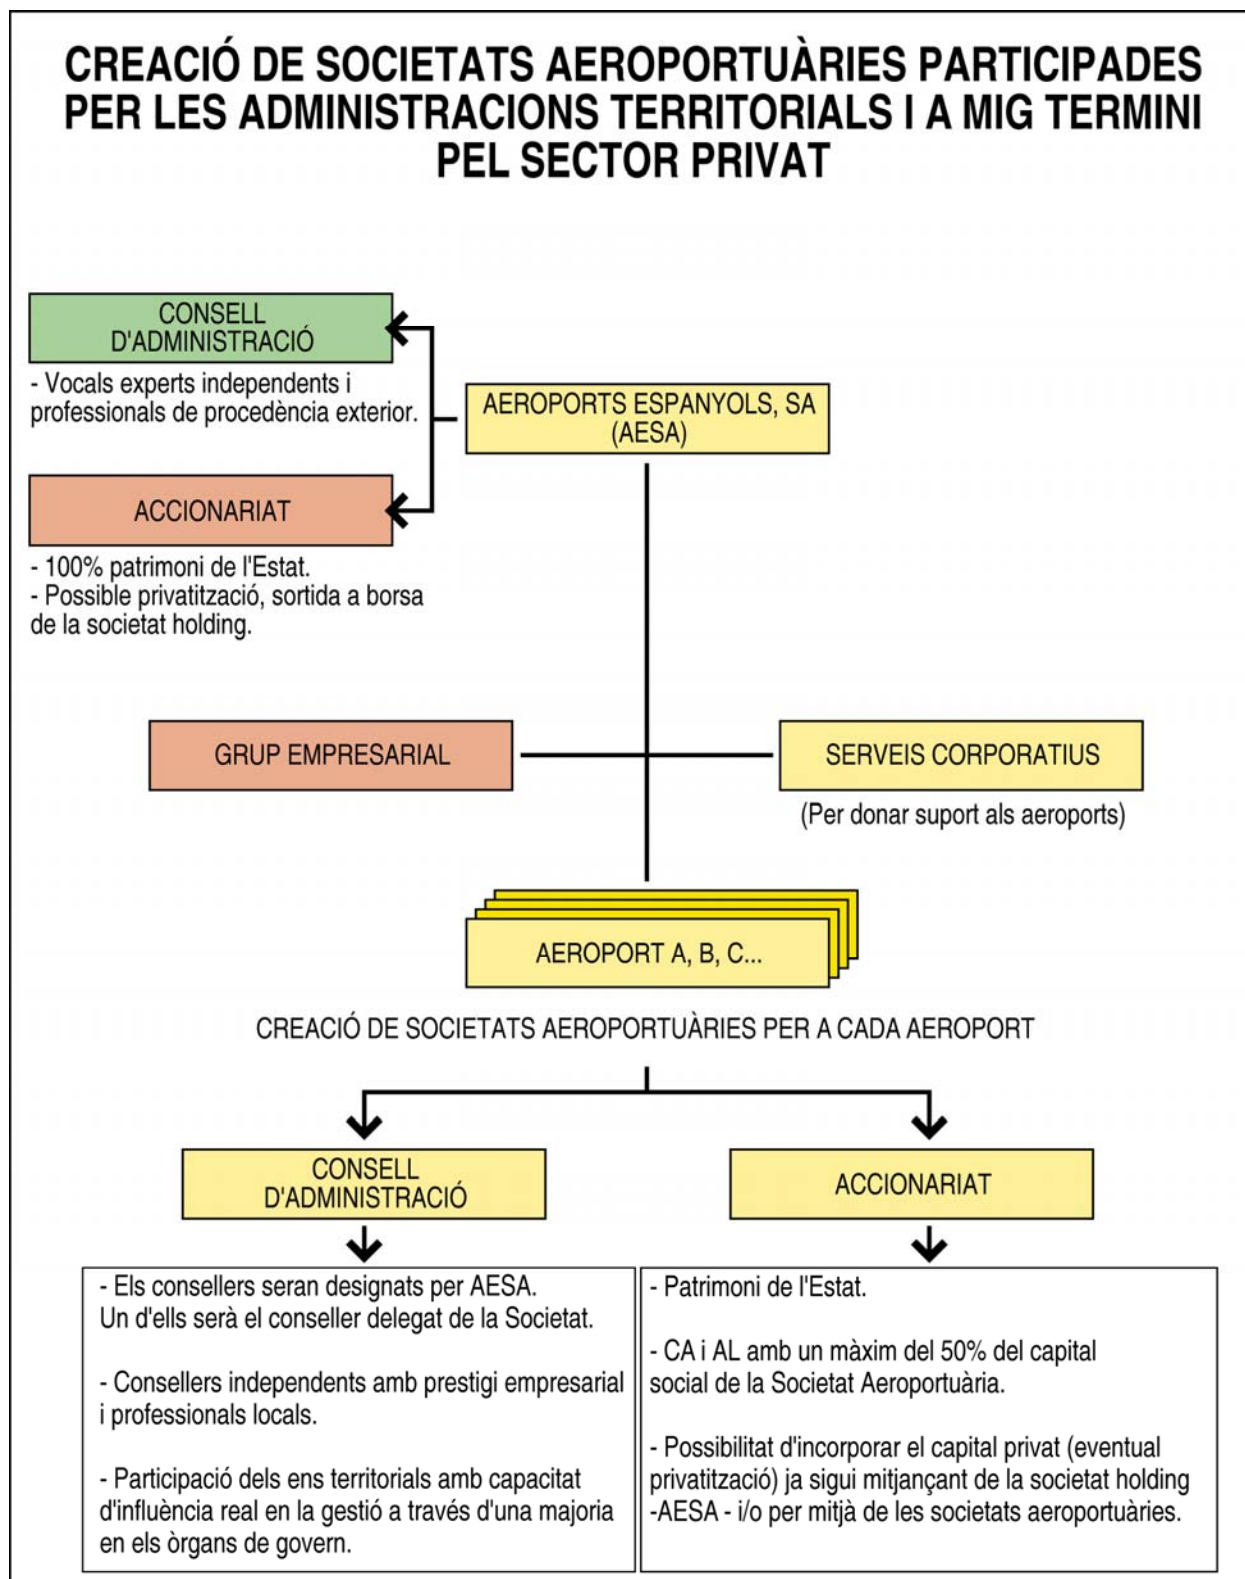 CREACIÓ DE SOCIETATS AEROPORTUÀRIES PARTICIPADES
PER LES ADMINISTRACIONS TERRITORIALS I A MIG TERMINI
PEL SECTOR PRIVAT
CONSELL
D'ADMINISTRACIÓ
- Vocals experts independents i
professionals de procedència exterior.
AEROPORTS ESPANYOLS, SA
(AESA)
ACCIONARIAT
- 100% patrimoni de l'Estat.
- Possible privatització, sortida a borsa
de la societat holding.
GRUP EMPRESARIAL
SERVEIS CORPORATIUS
(Per donar suport als aeroports)
AEROPORT A, B, C...
CREACIÓ DE SOCIETATS AEROPORTUÀRIES PER A CADA AEROPORT
CONSELL
D'ADMINISTRACIÓ
- Els consellers seran designats per AESA.
Un d'ells serà el conseller delegat de la Societat.
- Consellers independents amb prestigi empresarial
i professionals locals.
- Participació dels ens territorials amb capacitat
d'influència real en la gestió a través d'una majoria
en els òrgans de govern.
ACCIONARIAT
- Patrimoni de l'Estat.
- CA i AL amb un màxim del 50% del capital
social de la Societat Aeroportuària.
- Possibilitat d'incorporar el capital privat (eventual
privatització) ja sigui mitjançant de la societat holding
-AESA - i/o per mitjà de les societats aeroportuàries.